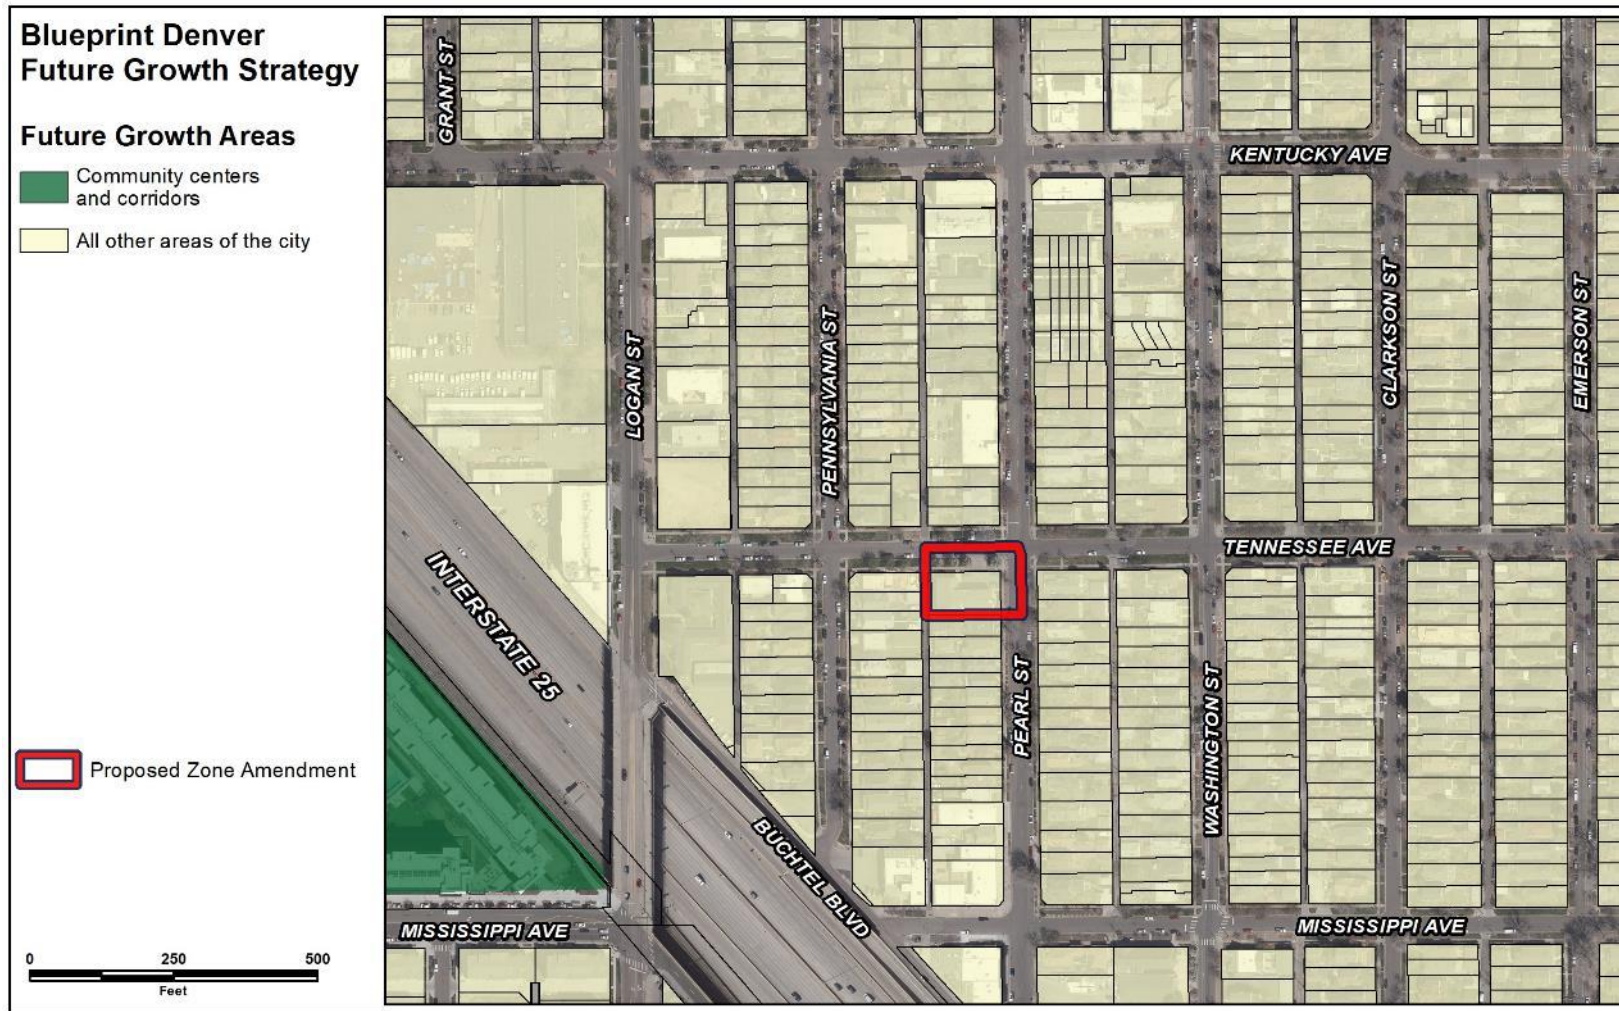 Blueprint Denver
Future Growth Strategy
Future Growth Areas
Community centers
and corridors
All other areas of the city
Proposed Zone Amendment
0 250 500
Feet
GRANT ST
KENTUCKY AVE
LOGAN ST
PENNSYLVANIA ST
CLARKSON ST
EMERSON ST
TENNESSEE AVE
INTERSTATE 25
PEARL ST
WASHINGTON ST
BUCHTEL BLVD
MISSISSIPPI AVE
MISSISSIPPI AVE